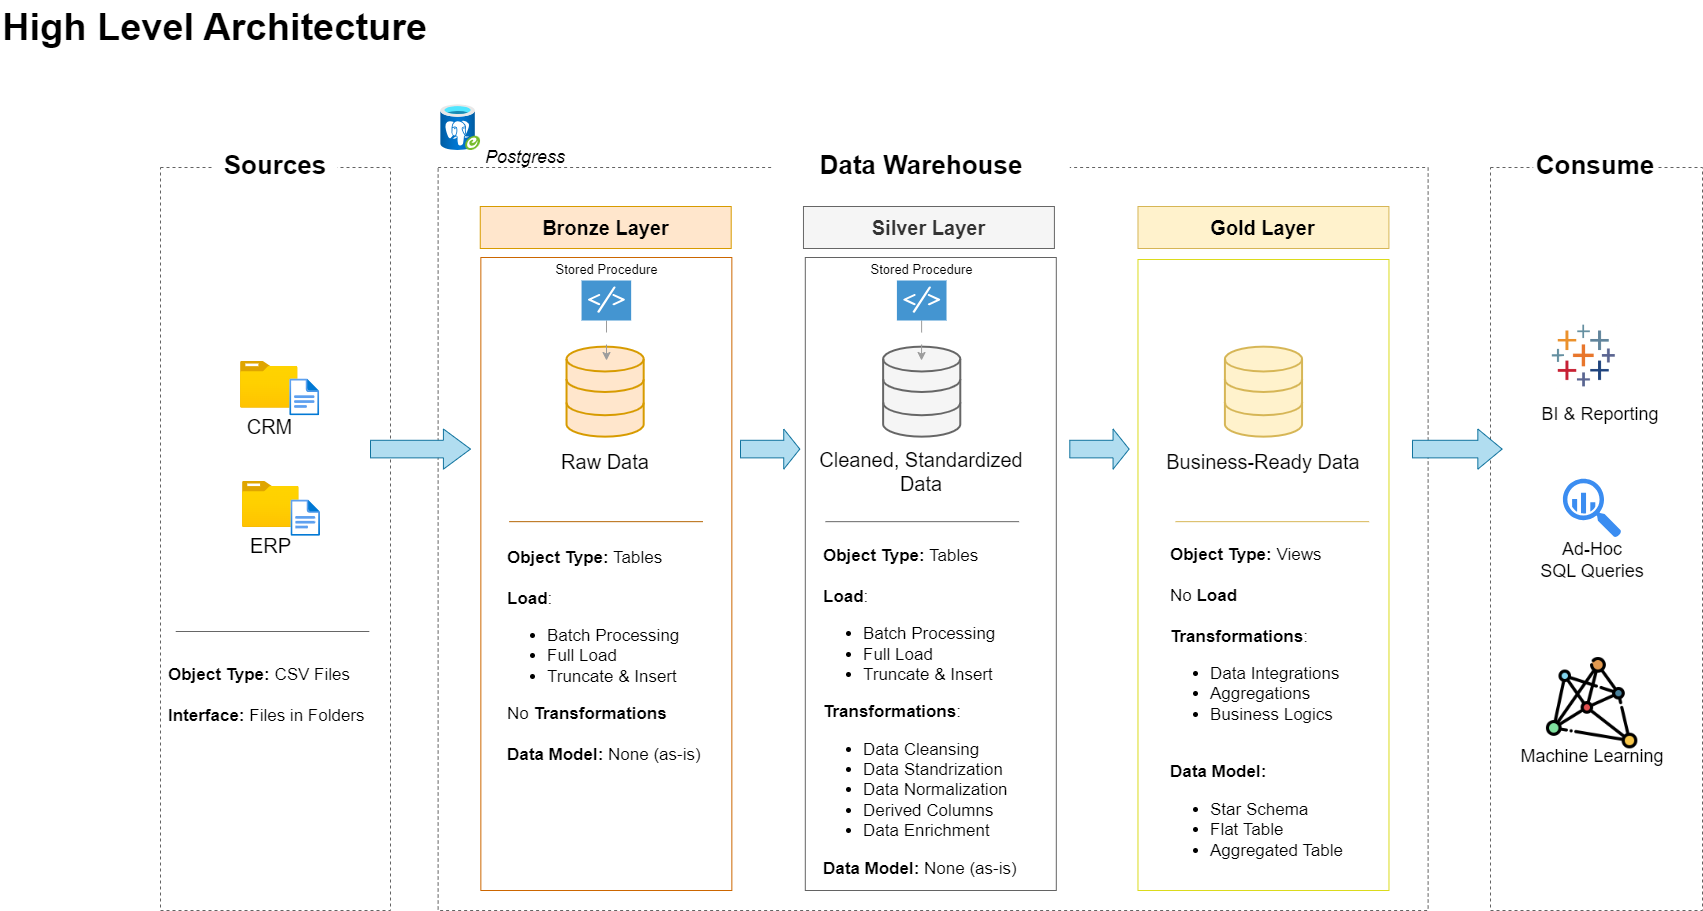 High Level Architecture
Postgress
Sources
CRM
ERP
Object Type: CSV Files
Interface: Files in Folders
Data Warehouse
Bronze Layer
Stored Procedure
</>
Raw Data
Object Type: Tables
Load:
• Batch Processing
• Full Load
• Truncate & Insert
No Transformations
Data Model: None (as-is)
Silver Layer
Stored Procedure
</>
Cleaned, Standardized
Data
Object Type: Tables
Load:
• Batch Processing
• Full Load
• Truncate & Insert
Transformations:
• Data Cleansing
• Data Standrization
• Data Normalization
• Derived Columns
• Data Enrichment
Data Model: None (as-is)
Gold Layer
Business-Ready Data
Object Type: Views
No Load
Transformations:
• Data Integrations
• Aggregations
• Business Logics
Data Model:
• Star Schema
• Flat Table
• Aggregated Table
Consume
BI & Reporting
Ad-Hoc
SQL Queries
Machine Learning